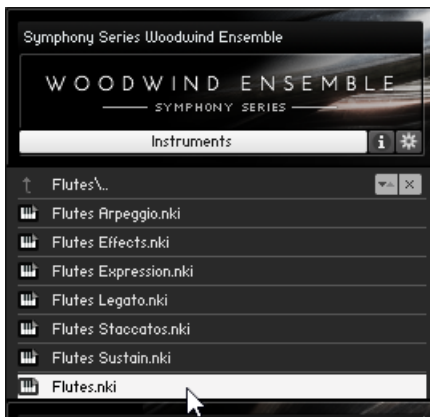 Symphony Series Woodwind Ensemble
WOODWIND ENSEMBLE
SYMPHONY SERIES
Instruments
Flutes\..
Flutes Arpeggio.nki
Flutes Effects.nki
Flutes Expression.nki
Flutes Legato.nki
Flutes Staccatos.nki
Flutes Sustain.nki
Flutes.nki